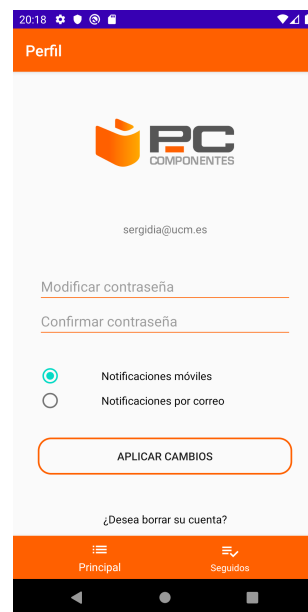 20:18
Perfil
PC
COMPONENTES
sergidia@ucm.es
Modificar contraseña
Confirmar contraseña
Notificaciones móviles
Notificaciones por correo
APLICAR CAMBIOS
¿Desea borrar su cuenta?
Principal Seguidos